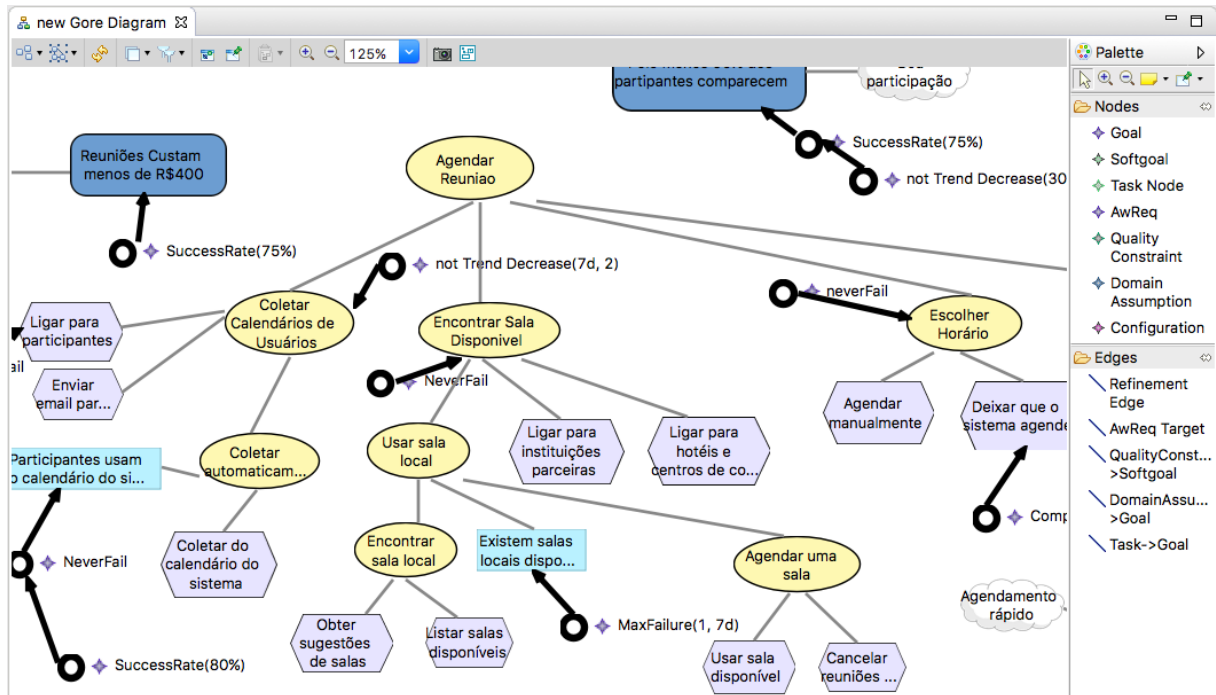 new Gore Diagram
125%
Palette
Nodes
Goal
Softgoal
Task Node
AwReq
Quality
Constraint
Domain
Assumption
Configuration
Edges
Refinement
Edge
AwReq Target
QualityConst...
>Softgoal
DomainAssu...
>Goal
Task->Goal
partipantes comparecem
participação
SuccessRate(75%)
not Trend Decrease(30
Reuniões Custam
menos de R$400
SuccessRate(75%)
Agendar
Reuniao
not Trend Decrease(7d, 2)
neverFail
Coletar
Calendários de
Usuários
Encontrar Sala
Disponivel
Escolher
Horário
Ligar para
participantes
ail
Enviar
email par...
NeverFail
Agendar
manualmente
Deixar que o
sistema agende
Usar sala
local
Ligar para
instituições
parceiras
Ligar para
hotéis e
centros de co...
Participantes usam
o calendário do si...
Coletar
automaticam...
Comp
NeverFail
Coletar do
calendário do
sistema
Encontrar
sala local
Existem salas
locais dispo...
Agendar uma
sala
Agendamento
rápido
Obter
sugestões
de salas
Listar salas
disponíveis
MaxFailure(1, 7d)
SuccessRate(80%)
Usar sala
disponível
Cancelar
reuniões ...